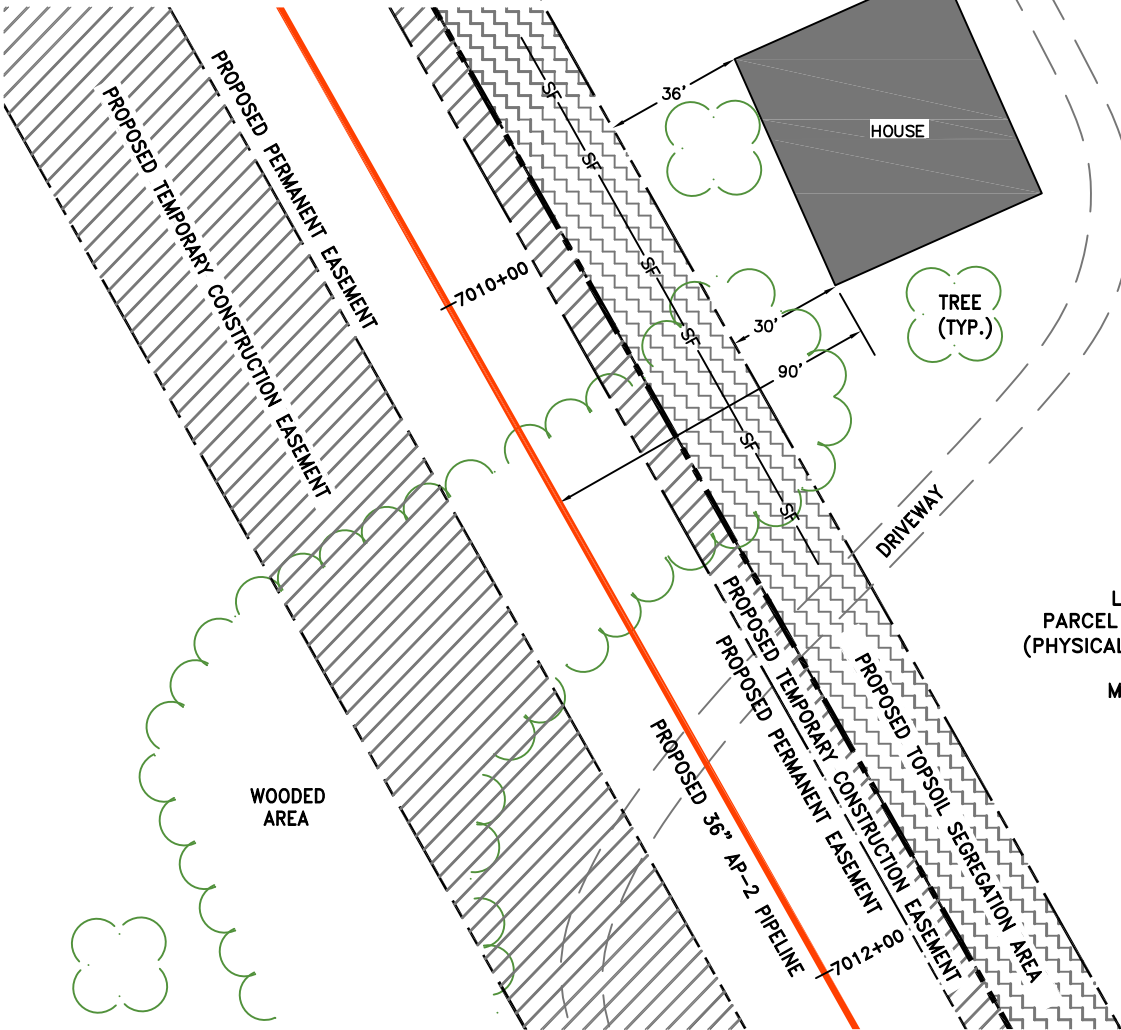 PROPOSED PERMANENT EASEMENT
PROPOSED TEMPORARY CONSTRUCTION EASEMENT
SF
36'
HOUSE
SF
7010+00
SF
TREE
(TYP.)
30'
SF
90'
SF
SF
DRIVEWAY
L
PARCEL
(PHYSICAL
M
PROPOSED TEMPORARY CONSTRUCTION EASEMENT
PROPOSED PERMANENT EASEMENT
PROPOSED TOPSOIL SEGREGATION AREA
PROPOSED 36" AP-2 PIPELINE
WOODED
AREA
7012+00